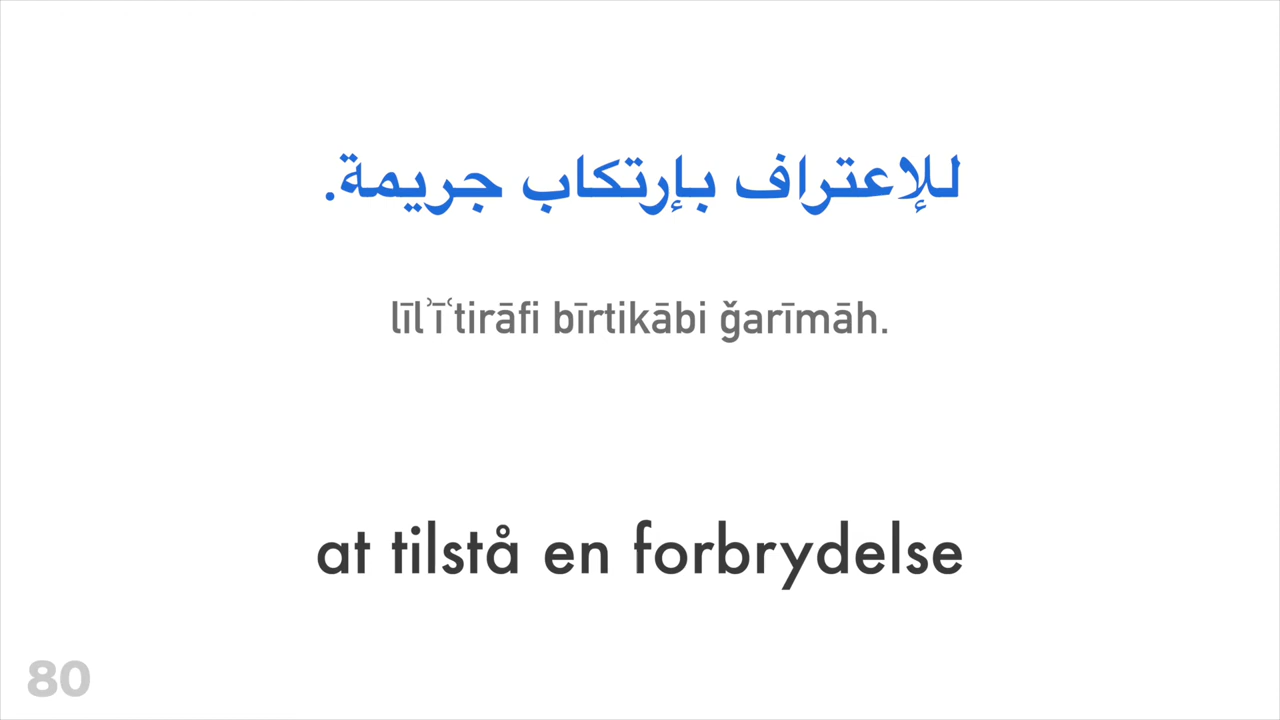 للإعتراف بإرتكاب جريمة.
līlʾīʿtirāfi bīrtikābi ǧarīmāh.
at tilstå en forbrydelse
80